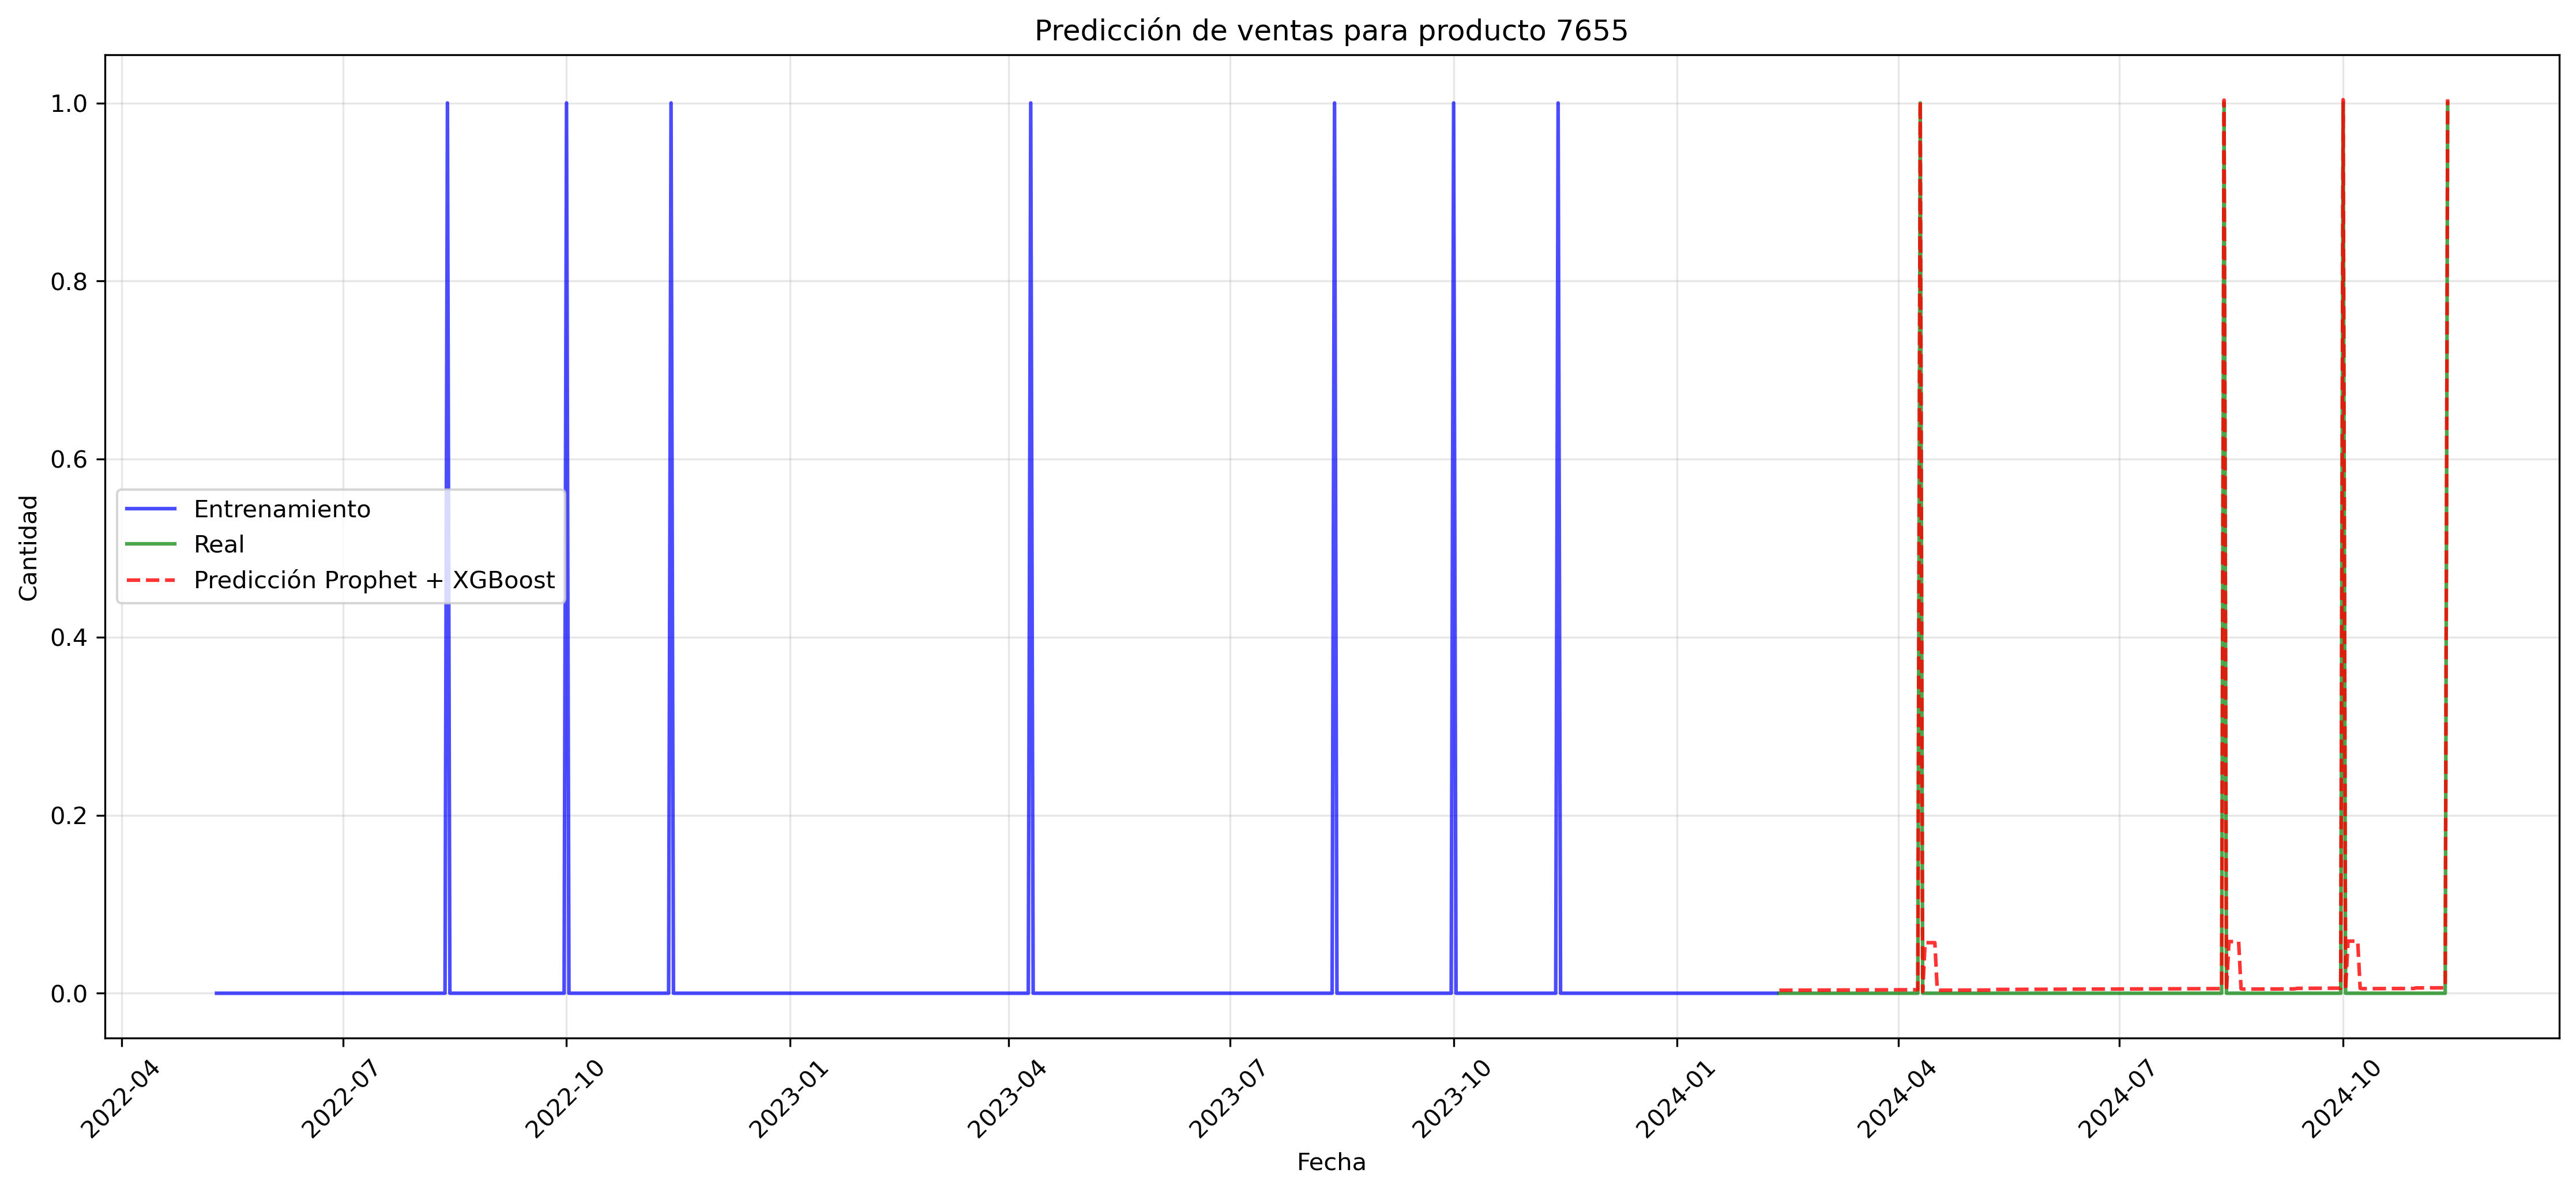 Predicción de ventas para producto 7655
1.0
0.8
0.6
0.4
0.2
0.0
Cantidad
Entrenamiento
Real
Predicción Prophet + XGBoost
2022-04
2022-07
2022-10
2023-01
2023-04
2023-07
2023-10
2024-01
2024-04
2024-07
2024-10
Fecha